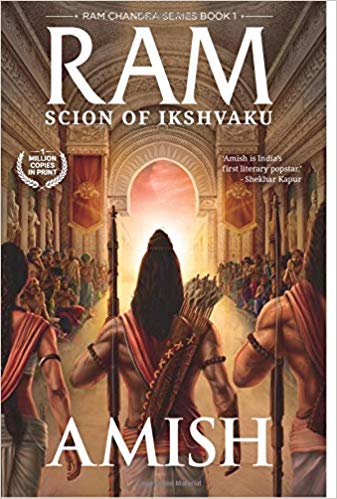 RAM CHANDRA SERIES BOOK 1
RAM
SCION OF IKSHVAKU
1
MILLION
COPIES
IN PRINT
'Amish is India's
first literary popstar.'
- Shekhar Kapur
AMISH
Material